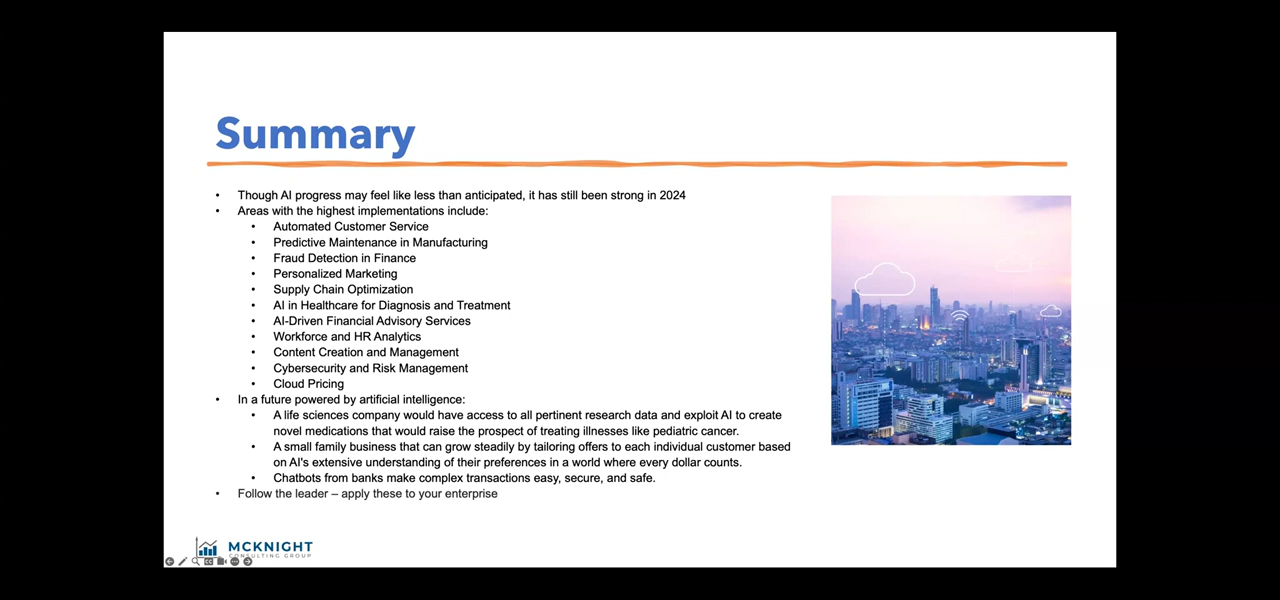 Summary
• Though AI progress may feel like less than anticipated, it has still been strong in 2024
• Areas with the highest implementations include:
• Automated Customer Service
• Predictive Maintenance in Manufacturing
• Fraud Detection in Finance
• Personalized Marketing
• Supply Chain Optimization
• AI in Healthcare for Diagnosis and Treatment
• AI-Driven Financial Advisory Services
• Workforce and HR Analytics
• Content Creation and Management
• Cybersecurity and Risk Management
• Cloud Pricing
• In a future powered by artificial intelligence:
• A life sciences company would have access to all pertinent research data and exploit AI to create
novel medications that would raise the prospect of treating illnesses like pediatric cancer.
• A small family business that can grow steadily by tailoring offers to each individual customer based
on AI's extensive understanding of their preferences in a world where every dollar counts.
• Chatbots from banks make complex transactions easy, secure, and safe.
• Follow the leader – apply these to your enterprise
MCKNIGHT
CONSULTING GROUP